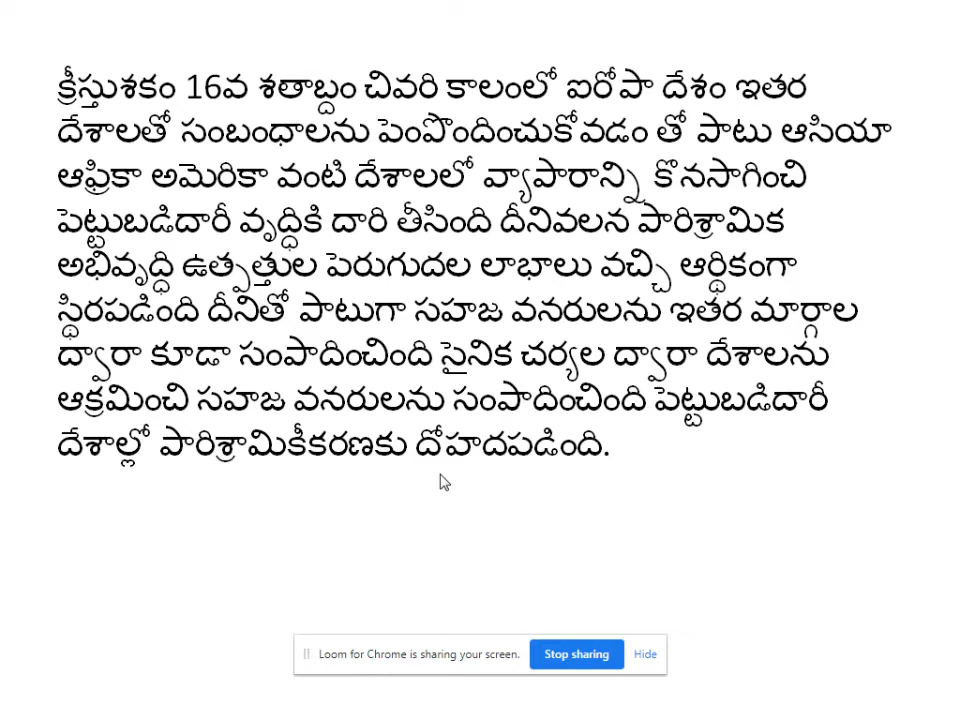 క్రీస్తుశకం 16వ శతాబ్దం చివరి కాలంలో ఐరోపా దేశం ఇతర
దేశాలతో సంబంధాలను పెంపొందించుకోవడం తో పాటు ఆసియా
ఆఫ్రికా అమెరికా వంటి దేశాలలో వ్యాపారాన్ని కొనసాగించి
పెట్టుబడిదారీ వృద్ధికి దారి తీసింది దీనివలన పారిశ్రామిక
అభివృద్ధి ఉత్పత్తుల పెరుగుదల లాభాలు వచ్చి ఆర్థికంగా
స్థిరపడింది దీనితో పాటుగా సహజ వనరులను ఇతర మార్గాల
ద్వారా కూడా సంపాదించింది సైనిక చర్యల ద్వారా దేశాలను
ఆక్రమించి సహజ వనరులను సంపాదించింది పెట్టుబడిదారీ
దేశాల్లో పారిశ్రామికీకరణకు దోహదపడింది.
Loom for Chrome is sharing your screen. Stop sharing Hide